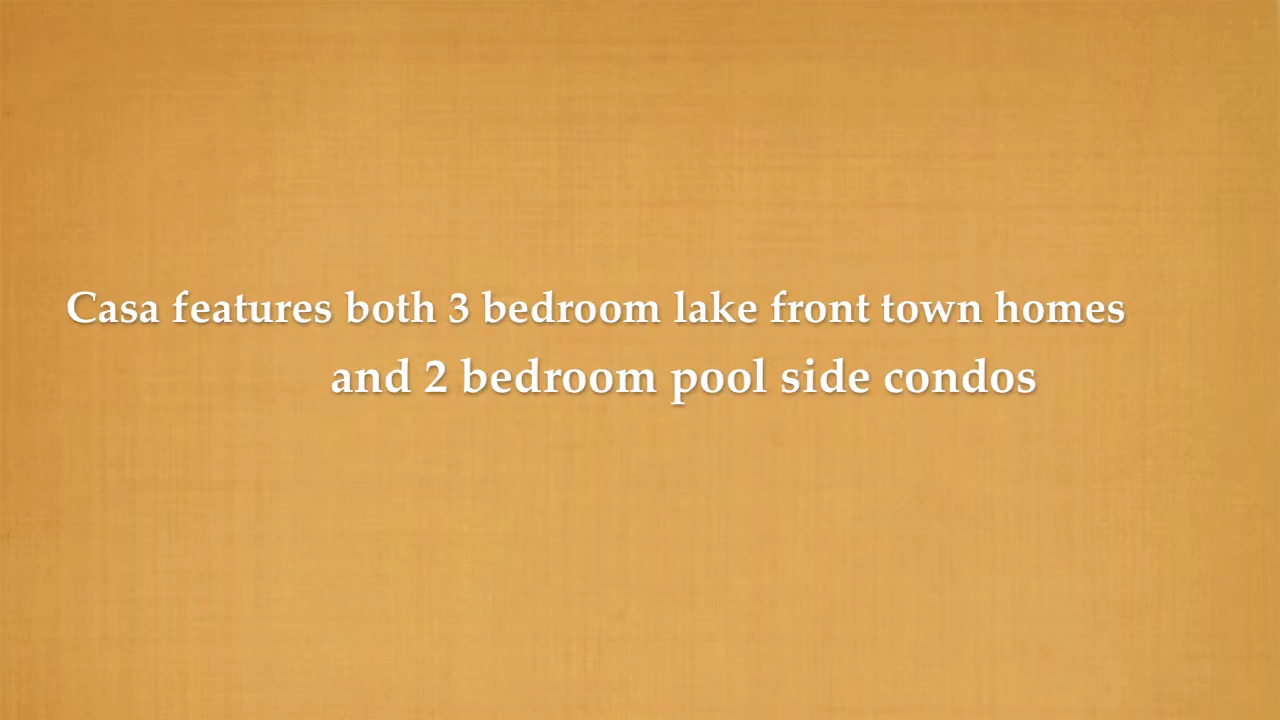 Casa features both 3 bedroom lake front town homes
and 2 bedroom pool side condos